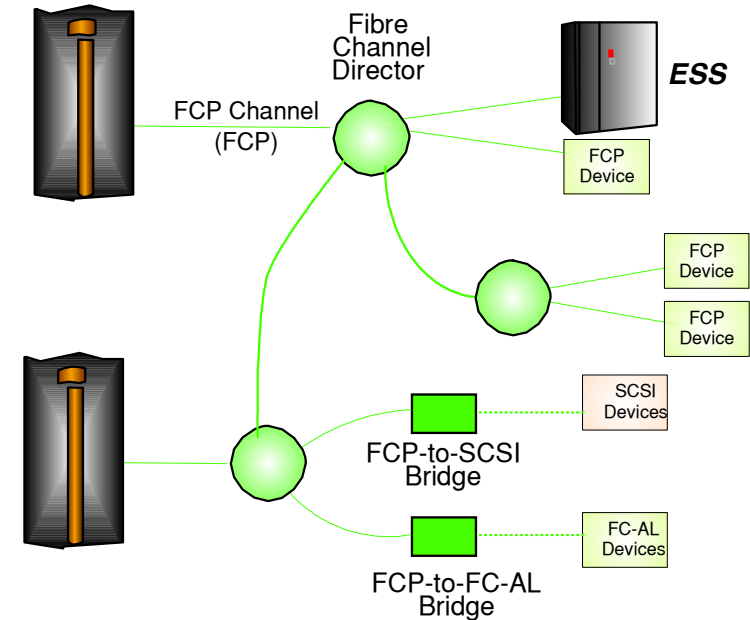 Fibre
Channel
Director
ESS
FCP Channel
(FCP)
FCP
Device
FCP
Device
FCP
Device
SCSI
Devices
FCP-to-SCSI
Bridge
FC-AL
Devices
FCP-to-FC-AL
Bridge